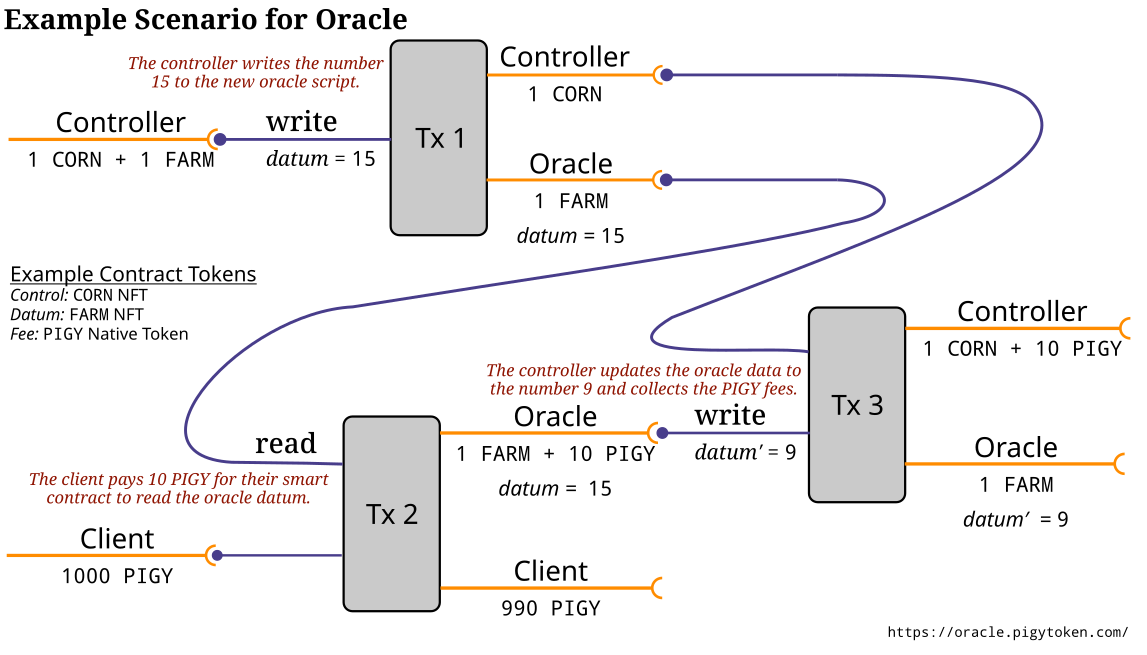 Example Scenario for Oracle
The controller writes the number
15 to the new oracle script.
Controller
1 CORN + 1 FARM
write
datum = 15
Tx 1
Controller
1 CORN
Oracle
1 FARM
datum = 15
Example Contract Tokens
Control: CORN NFT
Datum: FARM NFT
Fee: PIGY Native Token
read
The client pays 10 PIGY for their smart
contract to read the oracle datum.
Client
1000 PIGY
Tx 2
The controller updates the oracle data to
the number 9 and collects the PIGY fees.
Oracle
1 FARM + 10 PIGY
datum = 15
write
datum′ = 9
Client
990 PIGY
Tx 3
Controller
1 CORN + 10 PIGY
Oracle
1 FARM
datum′ = 9
https://oracle.pigytoken.com/